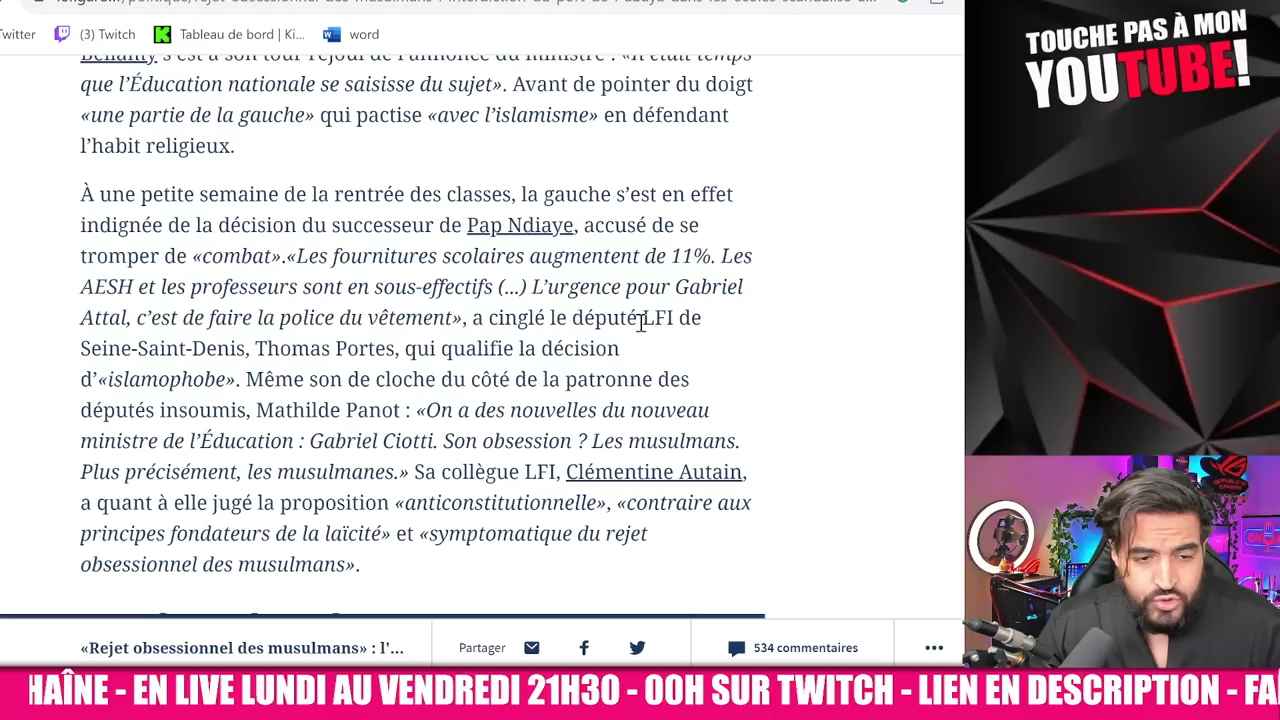 Twitter
(3) Twitch
Tableau de bord | Ki...
word
TOUCHE PAS À MON
YOUTUBE!
Bellamy s'est à son tour réjoui de l'annonce du ministre : «Il était temps
que l’Éducation nationale se saisisse du sujet». Avant de pointer du doigt
«une partie de la gauche» qui pactise «avec l’islamisme» en défendant
l’habit religieux.
À une petite semaine de la rentrée des classes, la gauche s’est en effet
indignée de la décision du successeur de Pap Ndiaye, accusé de se
tromper de «combat».«Les fournitures scolaires augmentent de 11%. Les
AESH et les professeurs sont en sous-effectifs (...) L’urgence pour Gabriel
Attal, c’est de faire la police du vêtement», a cinglé le député LFI de
Seine-Saint-Denis, Thomas Portes, qui qualifie la décision
d’«islamophobe». Même son de cloche du côté de la patronne des
députés insoumis, Mathilde Panot : «On a des nouvelles du nouveau
ministre de l’Éducation : Gabriel Ciotti. Son obsession ? Les musulmans.
Plus précisément, les musulmanes.» Sa collègue LFI, Clémentine Autain,
a quant à elle jugé la proposition «anticonstitutionnelle», «contraire aux
principes fondateurs de la laïcité» et «symptomatique du rejet
obsessionnel des musulmans».
«Rejet obsessionnel des musulmans» : l'...
Partager
534 commentaires
HAÎNE - EN LIVE LUNDI AU VENDREDI 21H30 - 00H SUR TWITCH - LIEN EN DESCRIPTION - FA